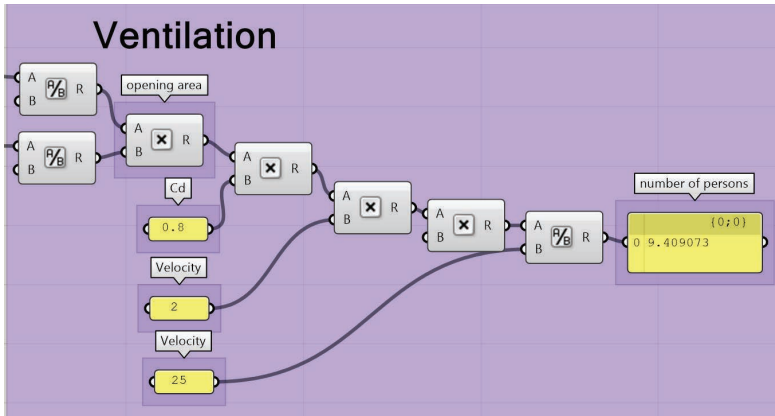 Ventilation
A
B
A/B
R
opening area
A
B
A/B
R
A
B
×
R
A
B
×
R
Cd
0.8
A
B
×
R
A
B
×
R
A
B
A/B
R
number of persons
{0;0}
0 9.409073
Velocity
2
Velocity
25